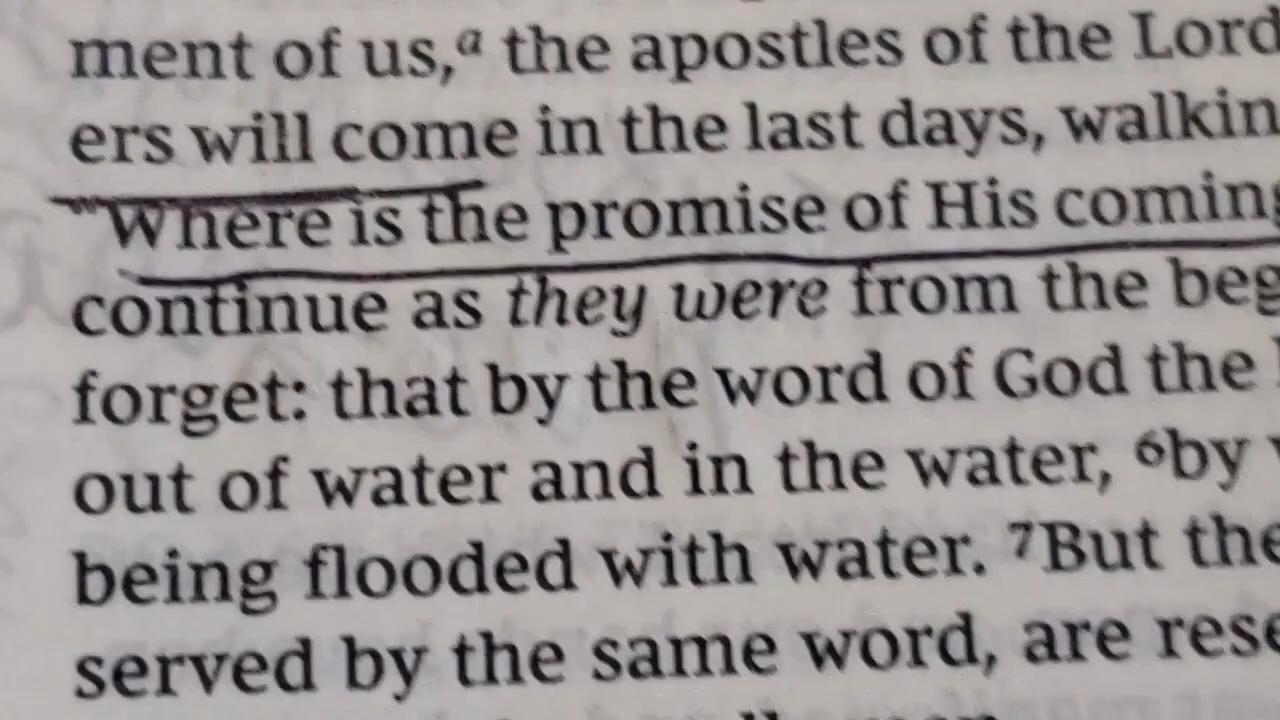 ment of us,ᵃ the apostles of the Lord
ers will come in the last days, walkin
"Where is the promise of His coming
continue as they were from the beg
forget: that by the word of God the
out of water and in the water, ⁶by
being flooded with water. ⁷But the
served by the same word, are rese